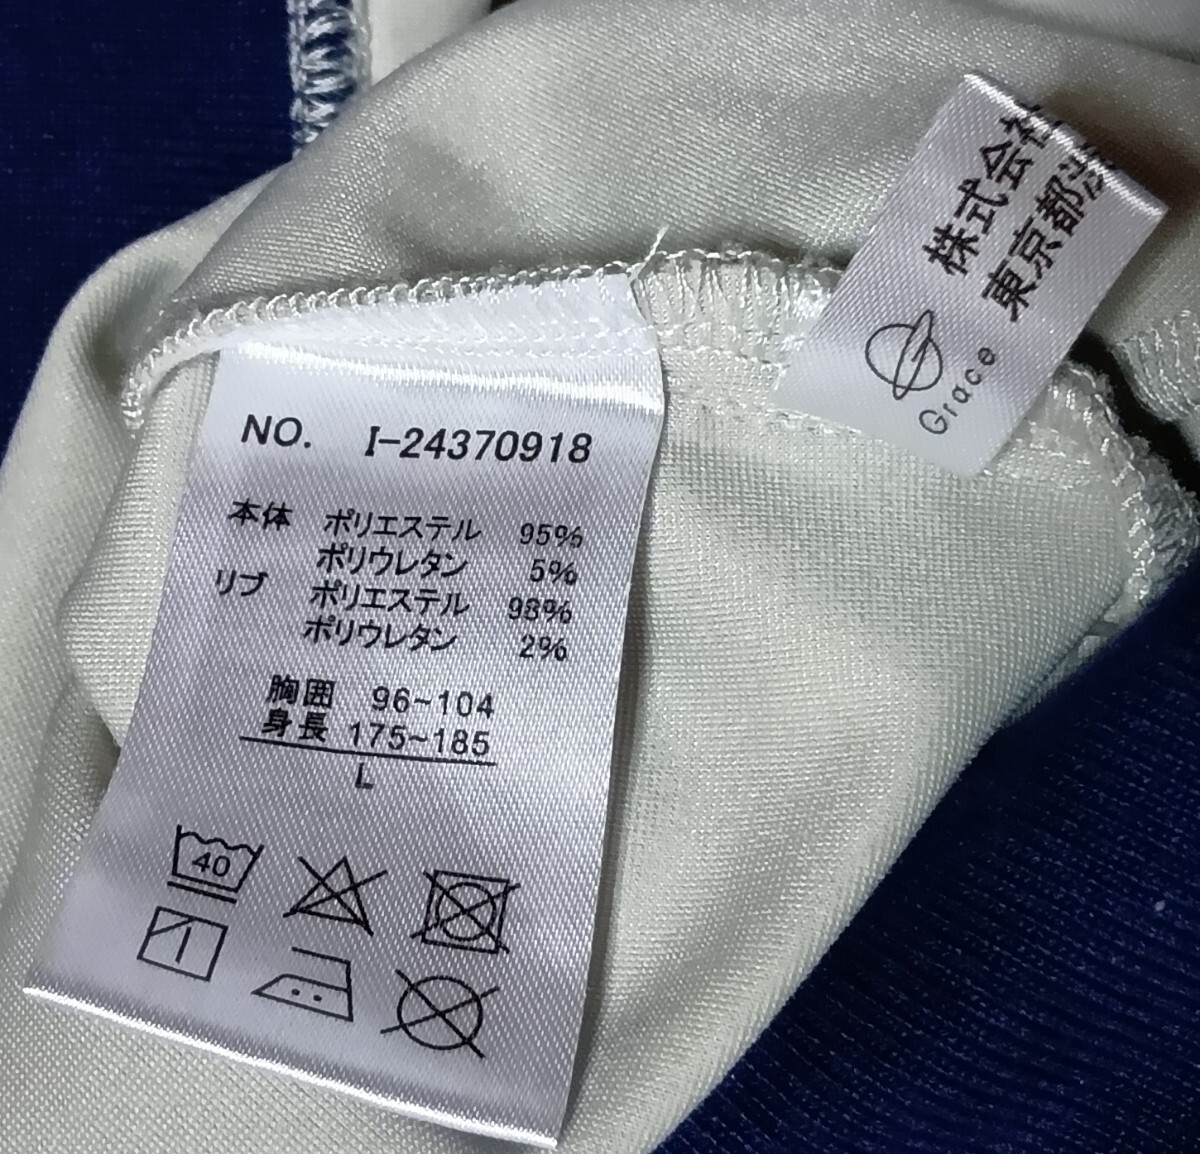 NO. I-24370918
本体 ポリエステル 95%
ポリウレタン 5%
リブ ポリエステル 98%
ポリウレタン 2%
胸囲 96~104
身長 175~185
L
40
株式会社
東京都
Grace